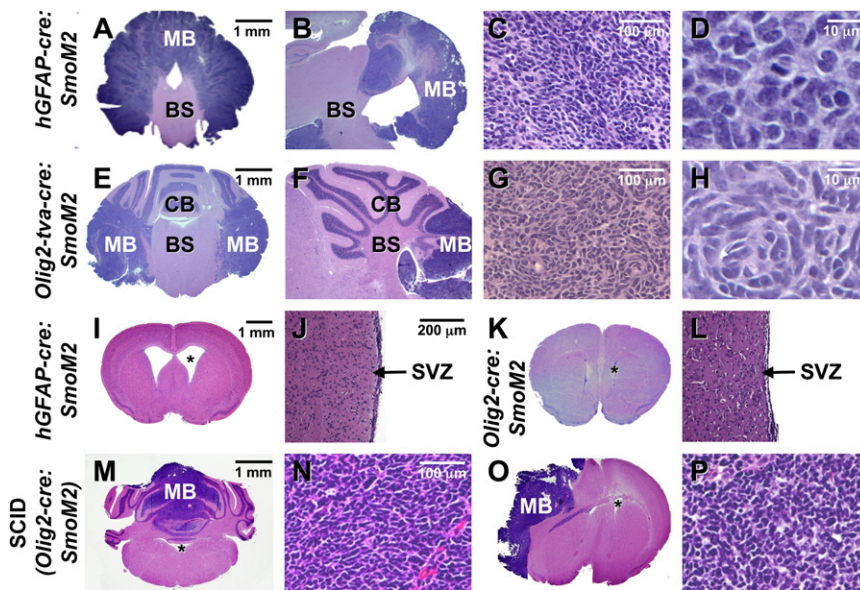 hGFAP-cre: SmoM2
A MB 1 mm BS
B MB BS
C 100 µm
D 10 µm
Olig2-tva-cre: SmoM2
E 1 mm CB MB BS MB
F CB BS MB
G 100 µm
H 10 µm
hGFAP-cre: SmoM2
I 1 mm *
J 200 µm SVZ
Olig2-cre: SmoM2
K *
L SVZ
SCID (Olig2-cre: SmoM2)
M 1 mm MB *
N 100 µm
O MB *
P